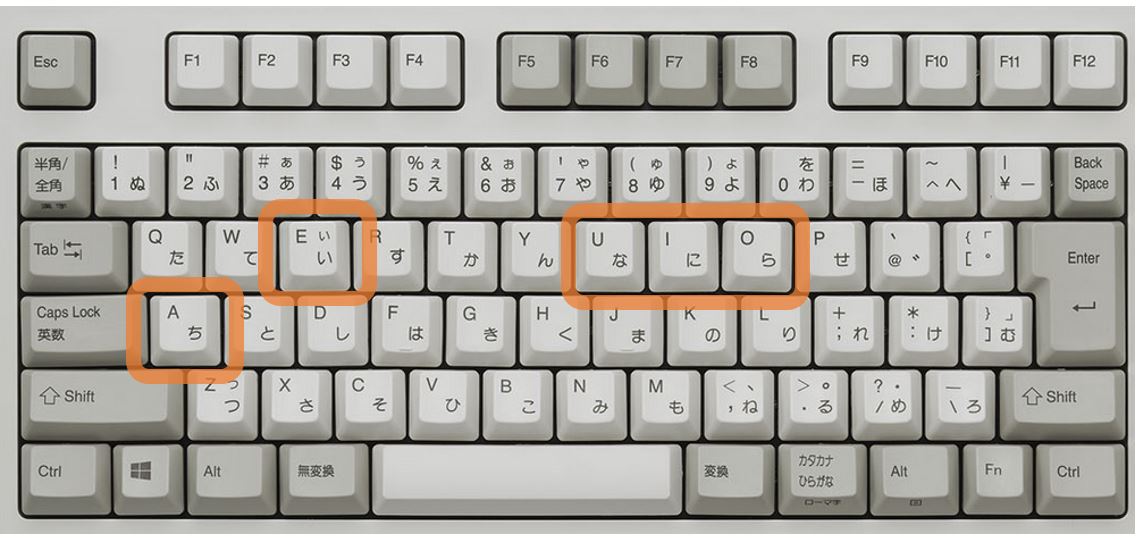 Esc F1 F2 F3 F4 F5 F6 F7 F8 F9 F10 F11 F12
半角/ ! " # ぁ $ ぅ % ぇ & ぉ ' ゃ ( ゅ ) ょ を = ~ | Back
全角 1 ぬ 2 ふ 3 あ 4 う 5 え 6 お 7 や 8 ゆ 9 よ 0 わ - ほ ^ へ ¥ ー Space
漢字
Q W E ぃ R T Y U I O P ` { 「
Tab た て い す か ん な に ら せ @ ゛ [ ゜ Enter
Caps Lock A S D F G H J K L + * } 」
英数 ち と し は き く ま の り ; れ : け ] む
Shift Z っ X C V B N M < 、 > 。 ? ・ _ Shift
つ さ そ ひ こ み も , ね . る / め \ ろ
Ctrl Alt 無変換 変換 カタカナ Alt Fn Ctrl
ひらがな
ローマ字